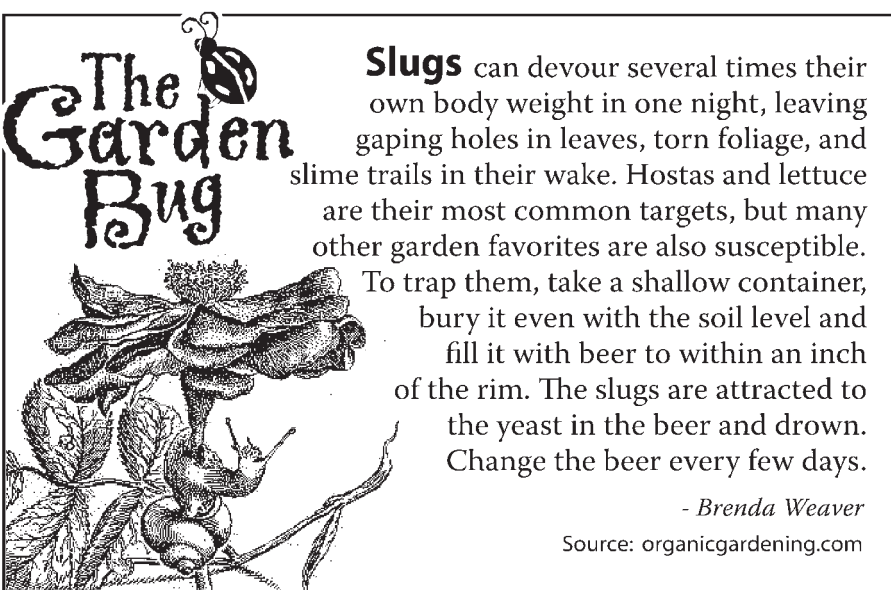 The
Garden
Bug
Slugs can devour several times their
own body weight in one night, leaving
gaping holes in leaves, torn foliage, and
slime trails in their wake. Hostas and lettuce
are their most common targets, but many
other garden favorites are also susceptible.
To trap them, take a shallow container,
bury it even with the soil level and
fill it with beer to within an inch
of the rim. The slugs are attracted to
the yeast in the beer and drown.
Change the beer every few days.
- Brenda Weaver
Source: organicgardening.com